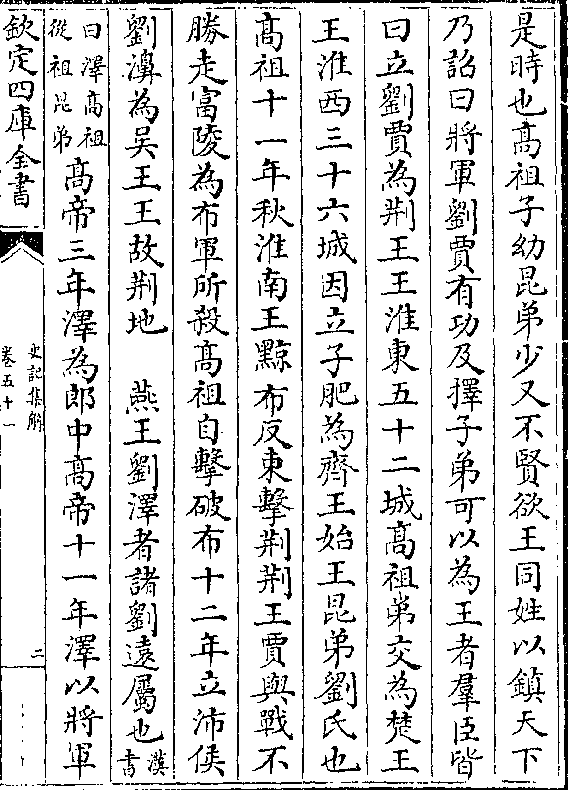 是時也髙祖子幼昆弟少又不賢欲王同姓以鎮天下
乃詔曰將軍劉賈有功及擇子弟可以為王者羣臣皆
曰立劉賈為荆王王淮東五十二城髙祖弟交為楚王
王淮西三十六城因立子肥為齊王始王昆弟劉氏也
髙祖十一年秋淮南王黥布反東擊荆荆王賈與戰不
勝走富陵為布軍所殺髙祖自擊破布十二年立沛侯
劉濞為吳王王故荆地　燕王劉澤者諸劉逺屬也漢書
曰澤髙祖從祖昆弟髙帝三年澤為郎中髙帝十一年澤以將軍
欽定四庫全書
史記集解
卷五十一
二